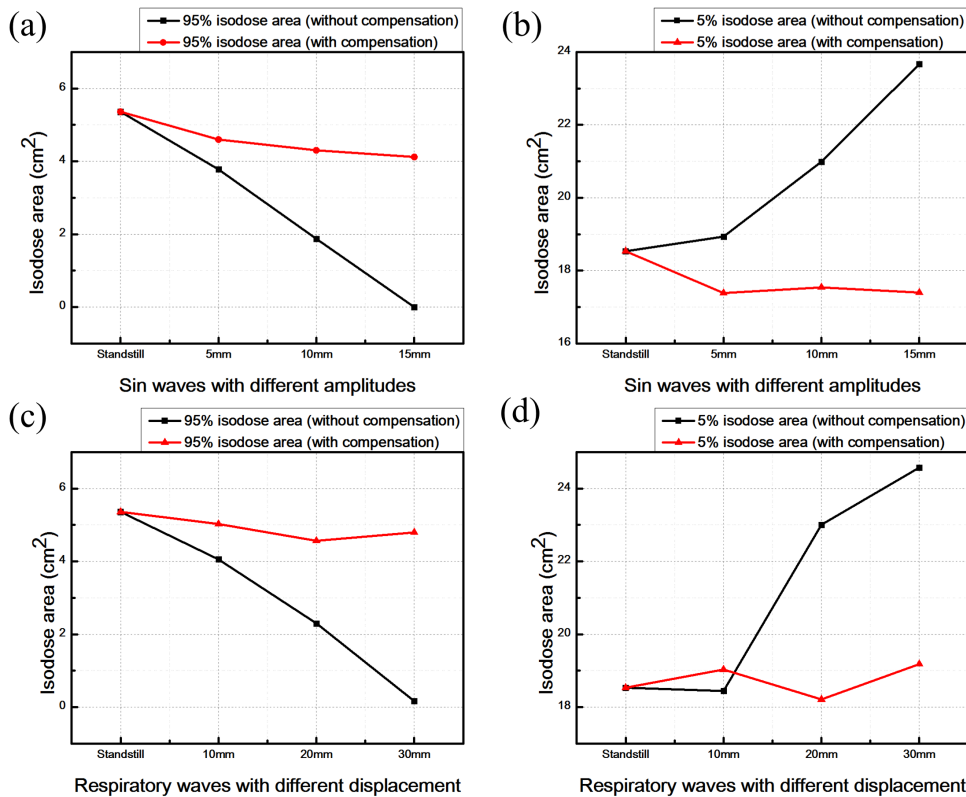 (a)
95% isodose area (without compensation)
95% isodose area (with compensation)
Isodose area (cm2)
6
4
2
0
Standstill 5mm 10mm 15mm
Sin waves with different amplitudes
(b)
5% isodose area (without compensation)
5% isodose area (with compensation)
Isodose area (cm2)
24
22
20
18
16
Standstill 5mm 10mm 15mm
Sin waves with different amplitudes
(c)
95% isodose area (without compensation)
95% isodose area (with compensation)
Isodose area (cm2)
6
4
2
0
Standstill 10mm 20mm 30mm
Respiratory waves with different displacement
(d)
5% isodose area (without compensation)
5% isodose area (with compensation)
Isodose area (cm2)
24
22
20
18
Standstill 10mm 20mm 30mm
Respiratory waves with different displacement